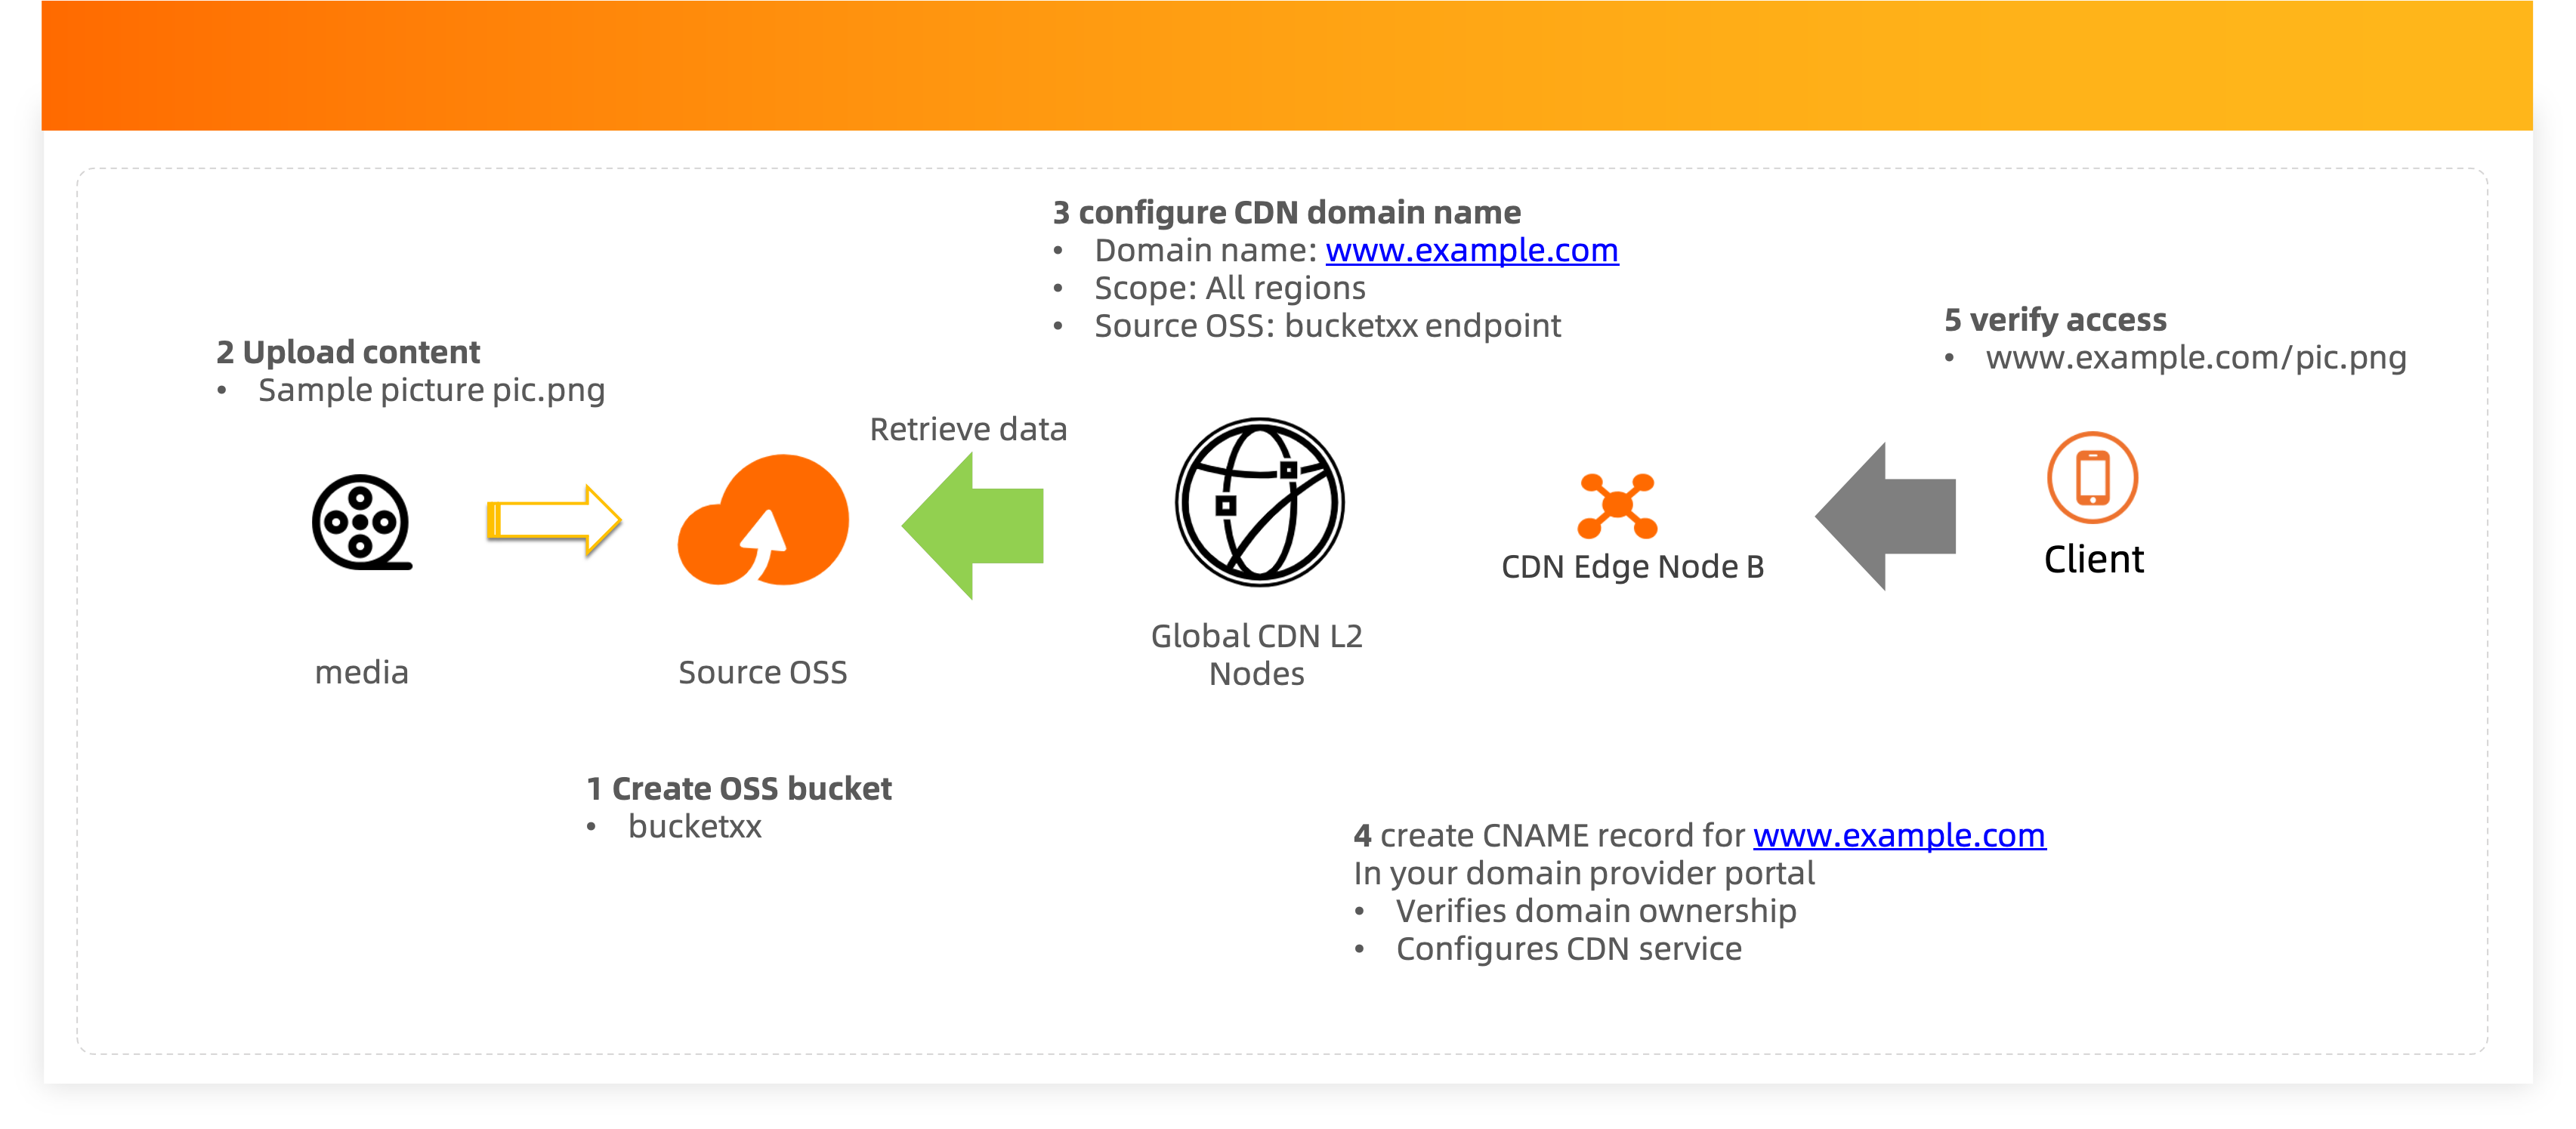 3 configure CDN domain name
• Domain name: www.example.com
• Scope: All regions
• Source OSS: bucketxx endpoint
5 verify access
• www.example.com/pic.png
2 Upload content
• Sample picture pic.png
Retrieve data
CDN Edge Node B
Client
Global CDN L2
Nodes
media
Source OSS
1 Create OSS bucket
• bucketxx
4 create CNAME record for www.example.com
In your domain provider portal
• Verifies domain ownership
• Configures CDN service